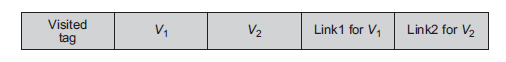 Visited
tag
V₁
V₂
Link1 for V₁
Link2 for V₂